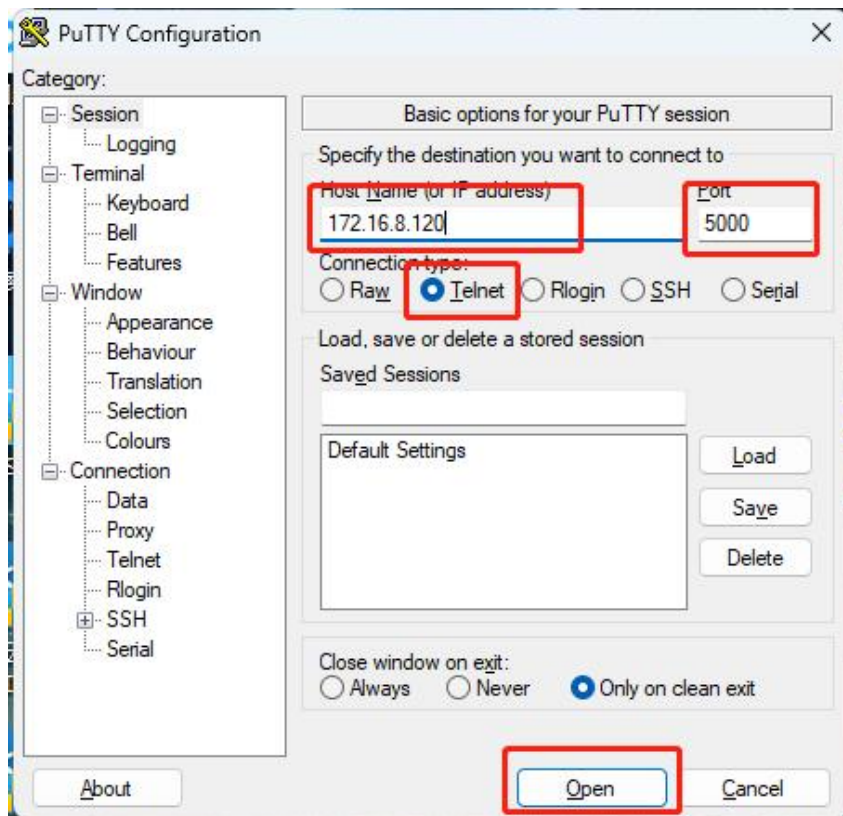 PuTTY Configuration
Category:
Session
Logging
Terminal
Keyboard
Bell
Features
Window
Appearance
Behaviour
Translation
Selection
Colours
Connection
Data
Proxy
Telnet
Rlogin
SSH
Serial
Basic options for your PuTTY session
Specify the destination you want to connect to
Host Name (or IP address) Port
172.16.8.120 5000
Connection type:
Raw Telnet Rlogin SSH Serial
Load, save or delete a stored session
Saved Sessions
Default Settings
Load
Save
Delete
Close window on exit:
Always Never Only on clean exit
About Open Cancel